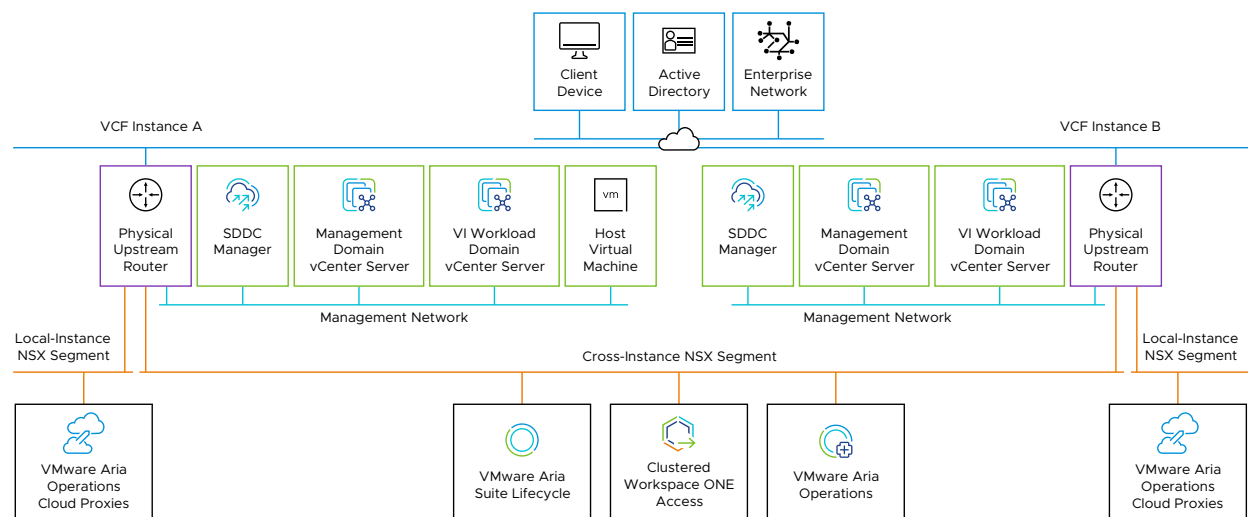 Client
Device
Active
Directory
Enterprise
Network
VCF Instance A
VCF Instance B
Physical
Upstream
Router
SDDC
Manager
Management
Domain
vCenter Server
VI Workload
Domain
vCenter Server
vm
Host
Virtual
Machine
SDDC
Manager
Management
Domain
vCenter Server
VI Workload
Domain
vCenter Server
Physical
Upstream
Router
Management Network
Management Network
Local-Instance
NSX Segment
Cross-Instance NSX Segment
Local-Instance
NSX Segment
VMware Aria
Operations
Cloud Proxies
VMware Aria
Suite Lifecycle
Clustered
Workspace ONE
Access
VMware Aria
Operations
VMware Aria
Operations
Cloud Proxies